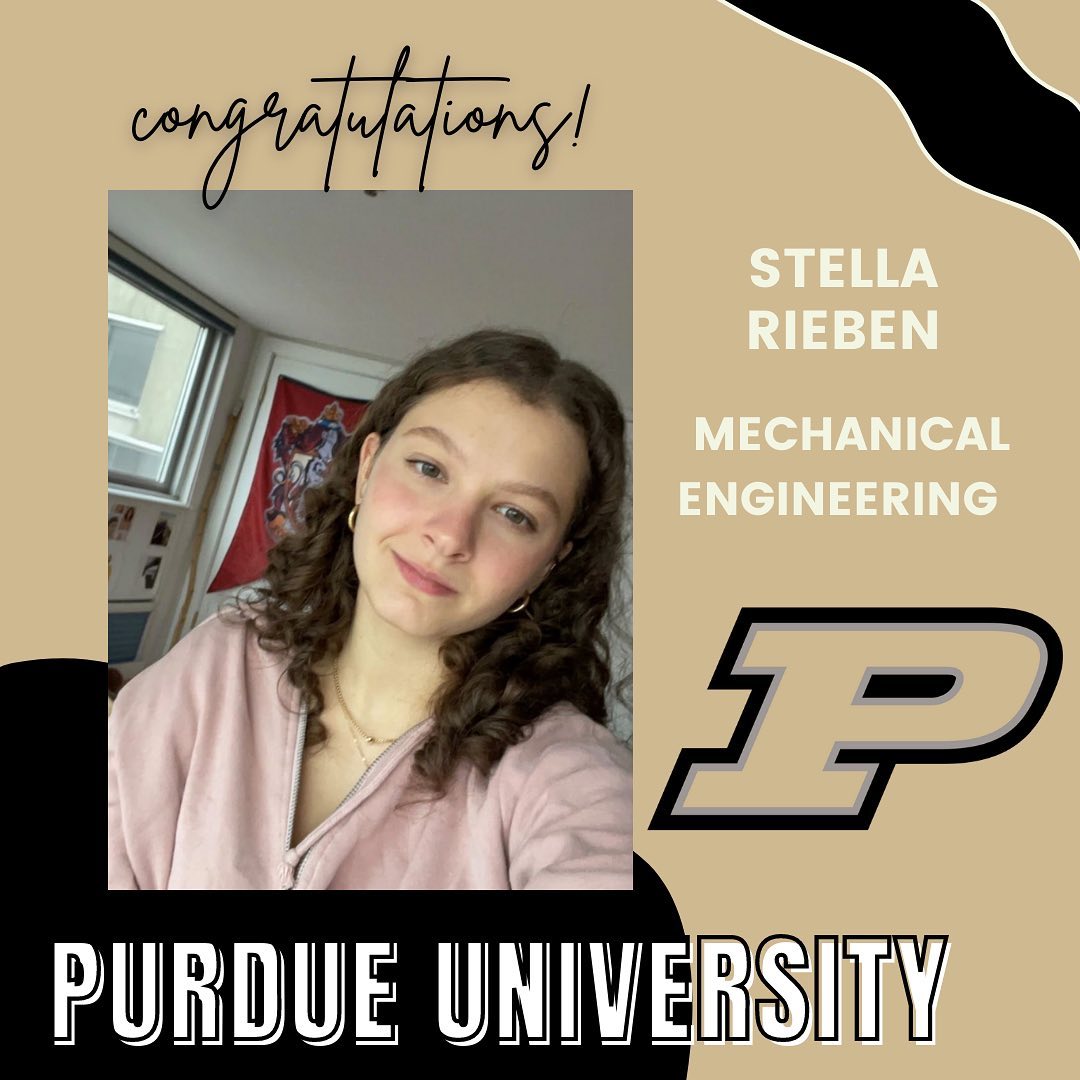 congratulations!
STELLA
RIEBEN
MECHANICAL
ENGINEERING
P
PURDUE UNIVERSITY